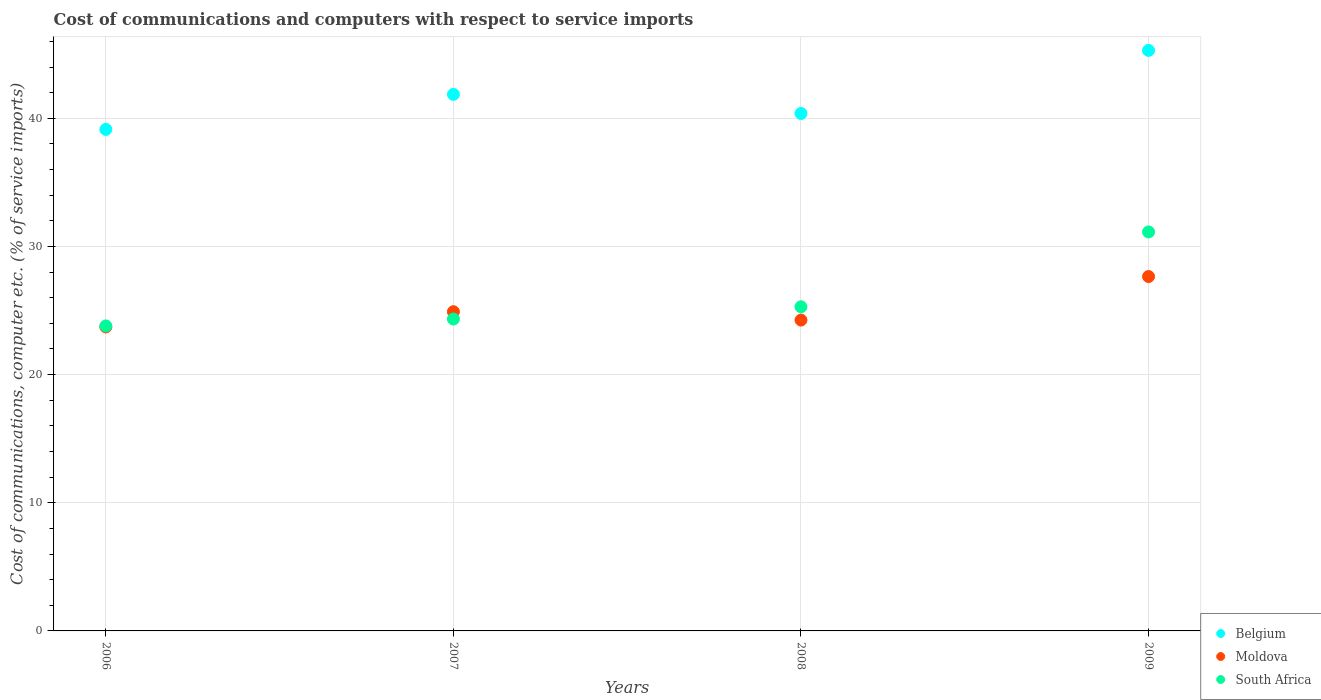 Cost of communications and computers with respect to service imports
Cost of communications, computer etc. (% of service imports)
40
30
20
10
0
2006
2007
2008
2009
Years
Belgium
Moldova
South Africa